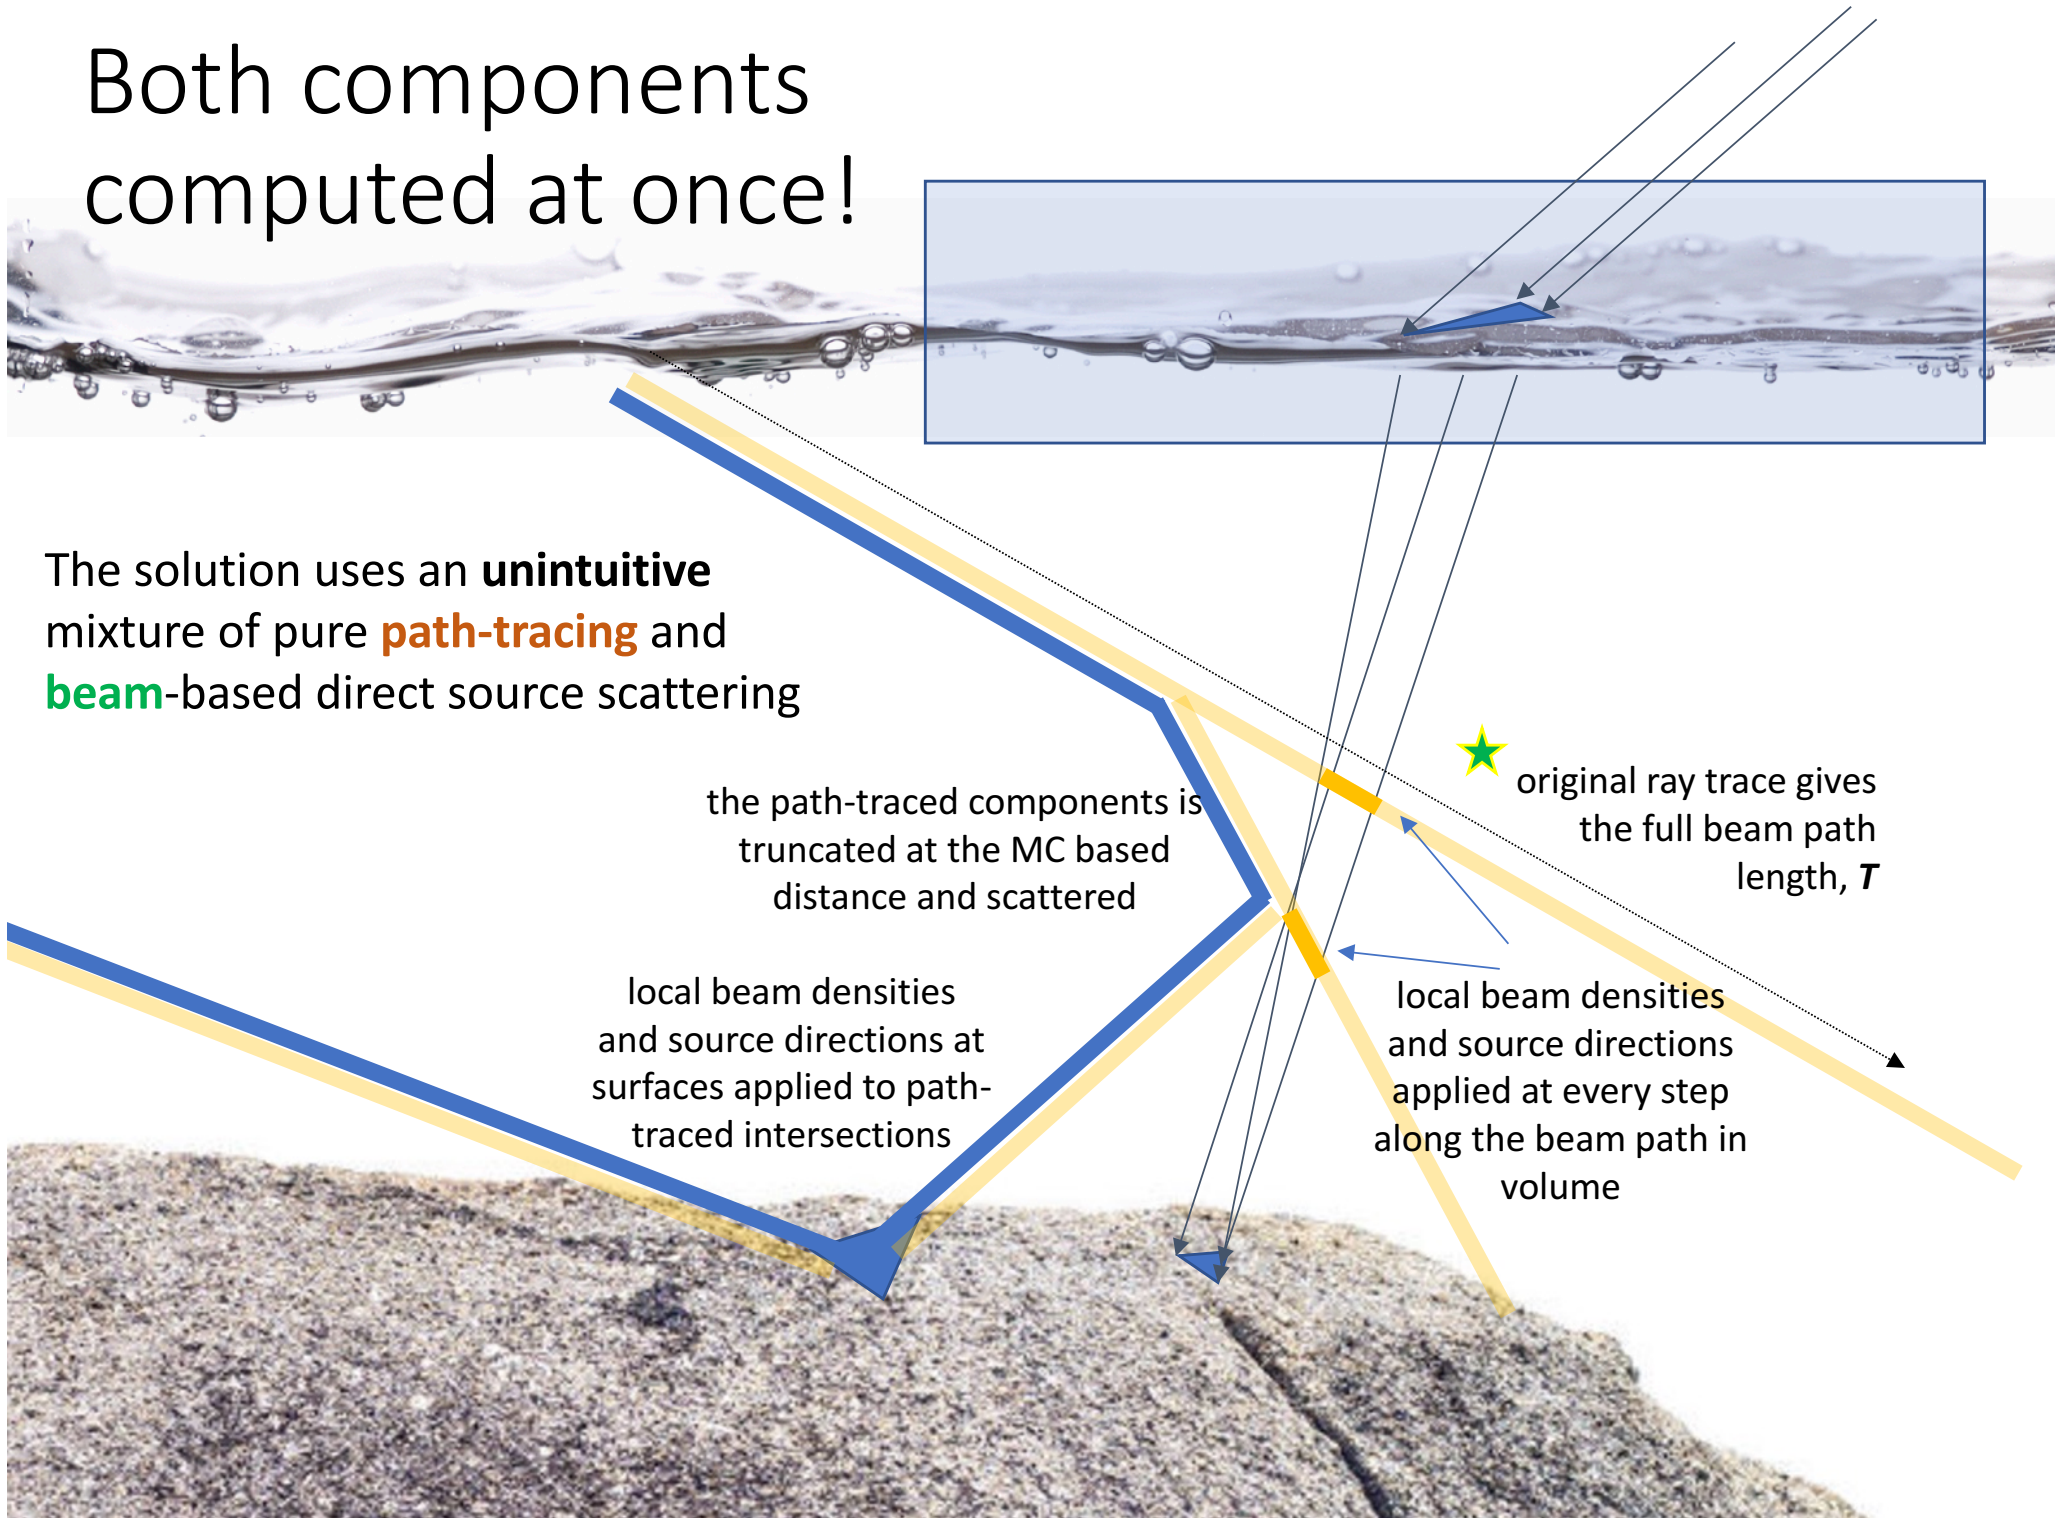 Both components
computed at once!
The solution uses an unintuitive
mixture of pure path-tracing and
beam-based direct source scattering
the path-traced components is
truncated at the MC based
distance and scattered
original ray trace gives
the full beam path
length, T
local beam densities
and source directions at
surfaces applied to path-
traced intersections
local beam densities
and source directions
applied at every step
along the beam path in
volume